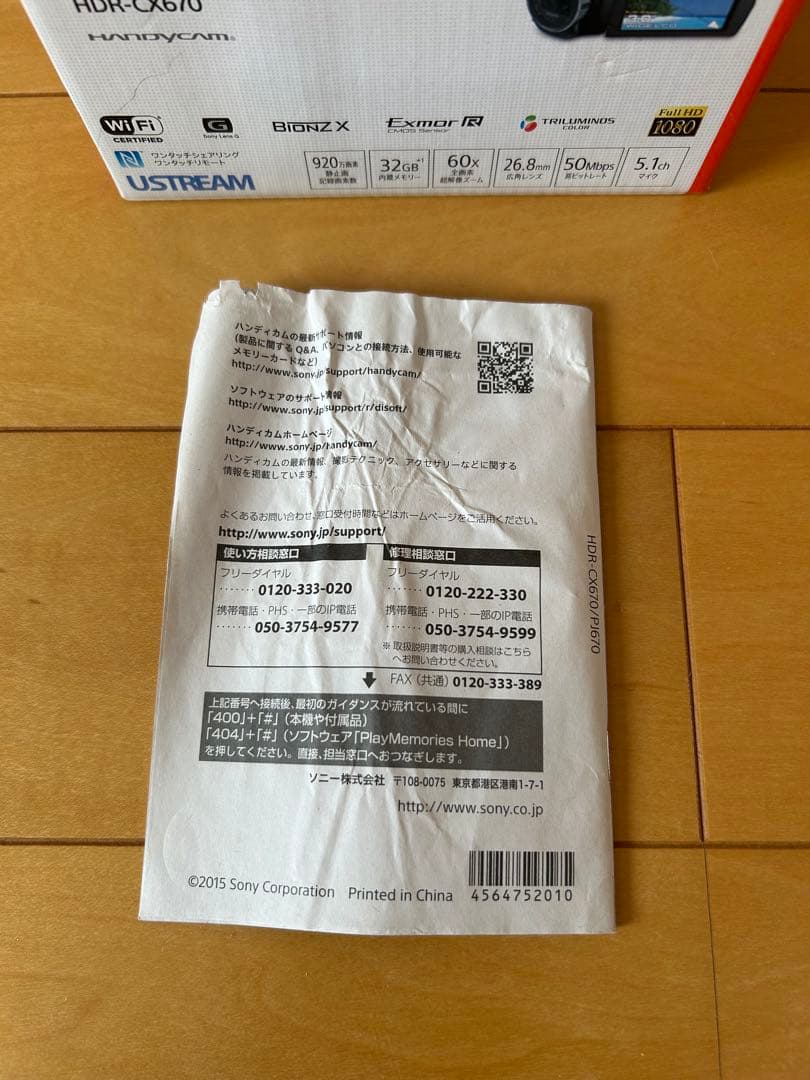 HDR-CX670
HANDYCAM®
Wi Fi CERTIFIED
G Sony Lens G
BIONZ X
Exmor R CMOS Sensor
TRILUMINOS COLOR
Full HD 1080
N ワンタッチシェアリング
ワンタッチリモート
USTREAM
920万画素 静止画 記録画素数
32GB*1 内蔵メモリー
60x 全画素 超解像ズーム
26.8mm 広角レンズ
50Mbps 高ビットレート
5.1ch マイク
ハンディカムの最新サポート情報
(製品に関する Q&A、パソコンとの接続方法、使用可能な
メモリーカードなど)
http://www.sony.jp/support/handycam/
ソフトウェアのサポート情報
http://www.sony.jp/support/r/disoft/
ハンディカムホームページ
http://www.sony.jp/handycam/
ハンディカムの最新情報、撮影テクニック、アクセサリーなどに関する
情報を掲載しています。
よくあるお問い合わせ、窓口受付時間などはホームページをご活用ください。
http://www.sony.jp/support/
使い方相談窓口
フリーダイヤル
······· 0120-333-020
携帯電話・PHS・一部のIP電話
······ 050-3754-9577
修理相談窓口
フリーダイヤル
······· 0120-222-330
携帯電話・PHS・一部のIP電話
······· 050-3754-9599
※ 取扱説明書等の購入相談はこちら
へお問い合わせください。
FAX (共通) 0120-333-389
上記番号へ接続後、最初のガイダンスが流れている間に
「400」+「#」(本機や付属品)
「404」+「#」(ソフトウェア「PlayMemories Home」)
を押してください。直接、担当窓口へおつなぎします。
ソニー株式会社 〒108-0075 東京都港区港南1-7-1
http://www.sony.co.jp
©2015 Sony Corporation Printed in China
4564752010
HDR-CX670/PJ670